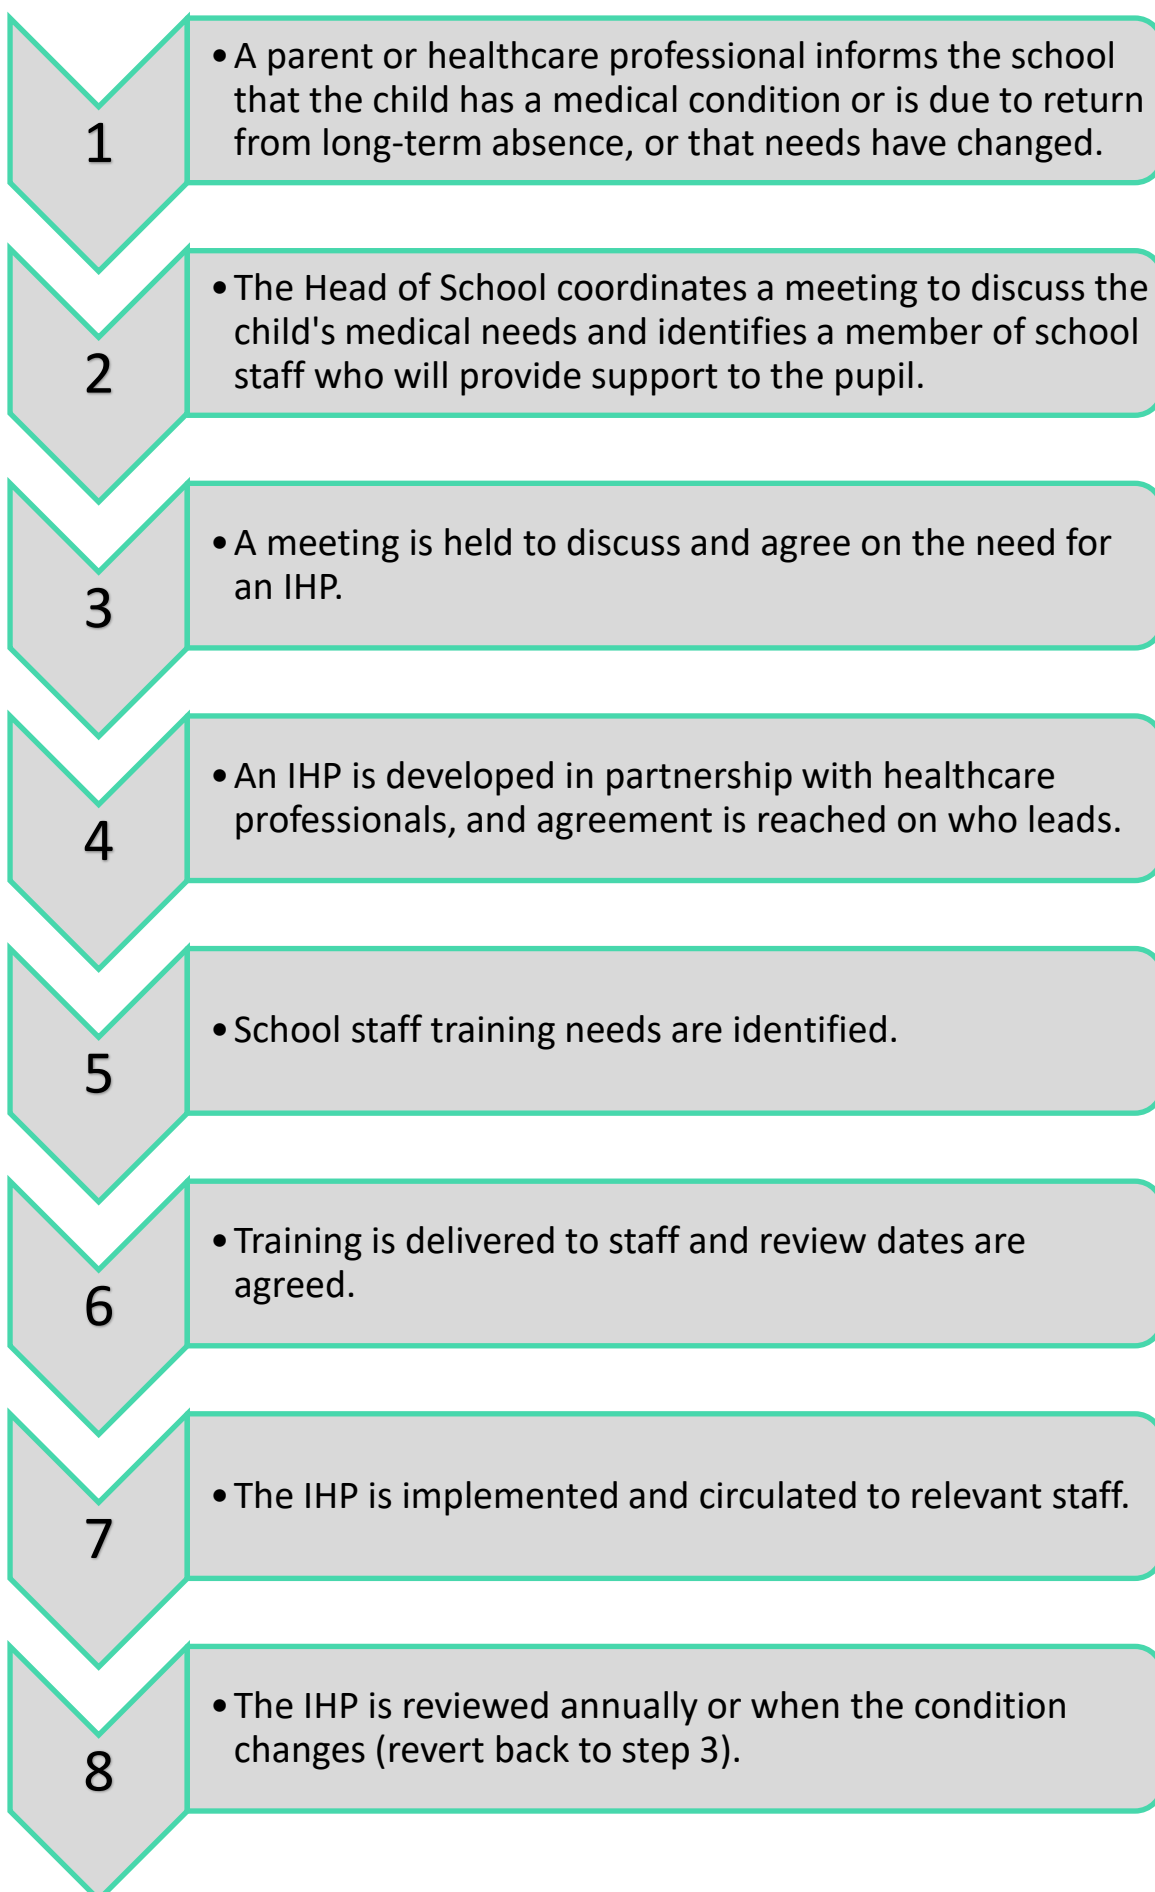 1
• A parent or healthcare professional informs the school
that the child has a medical condition or is due to return
from long-term absence, or that needs have changed.
2
• The Head of School coordinates a meeting to discuss the
child's medical needs and identifies a member of school
staff who will provide support to the pupil.
3
• A meeting is held to discuss and agree on the need for
an IHP.
4
• An IHP is developed in partnership with healthcare
professionals, and agreement is reached on who leads.
5
• School staff training needs are identified.
6
• Training is delivered to staff and review dates are
agreed.
7
• The IHP is implemented and circulated to relevant staff.
8
• The IHP is reviewed annually or when the condition
changes (revert back to step 3).